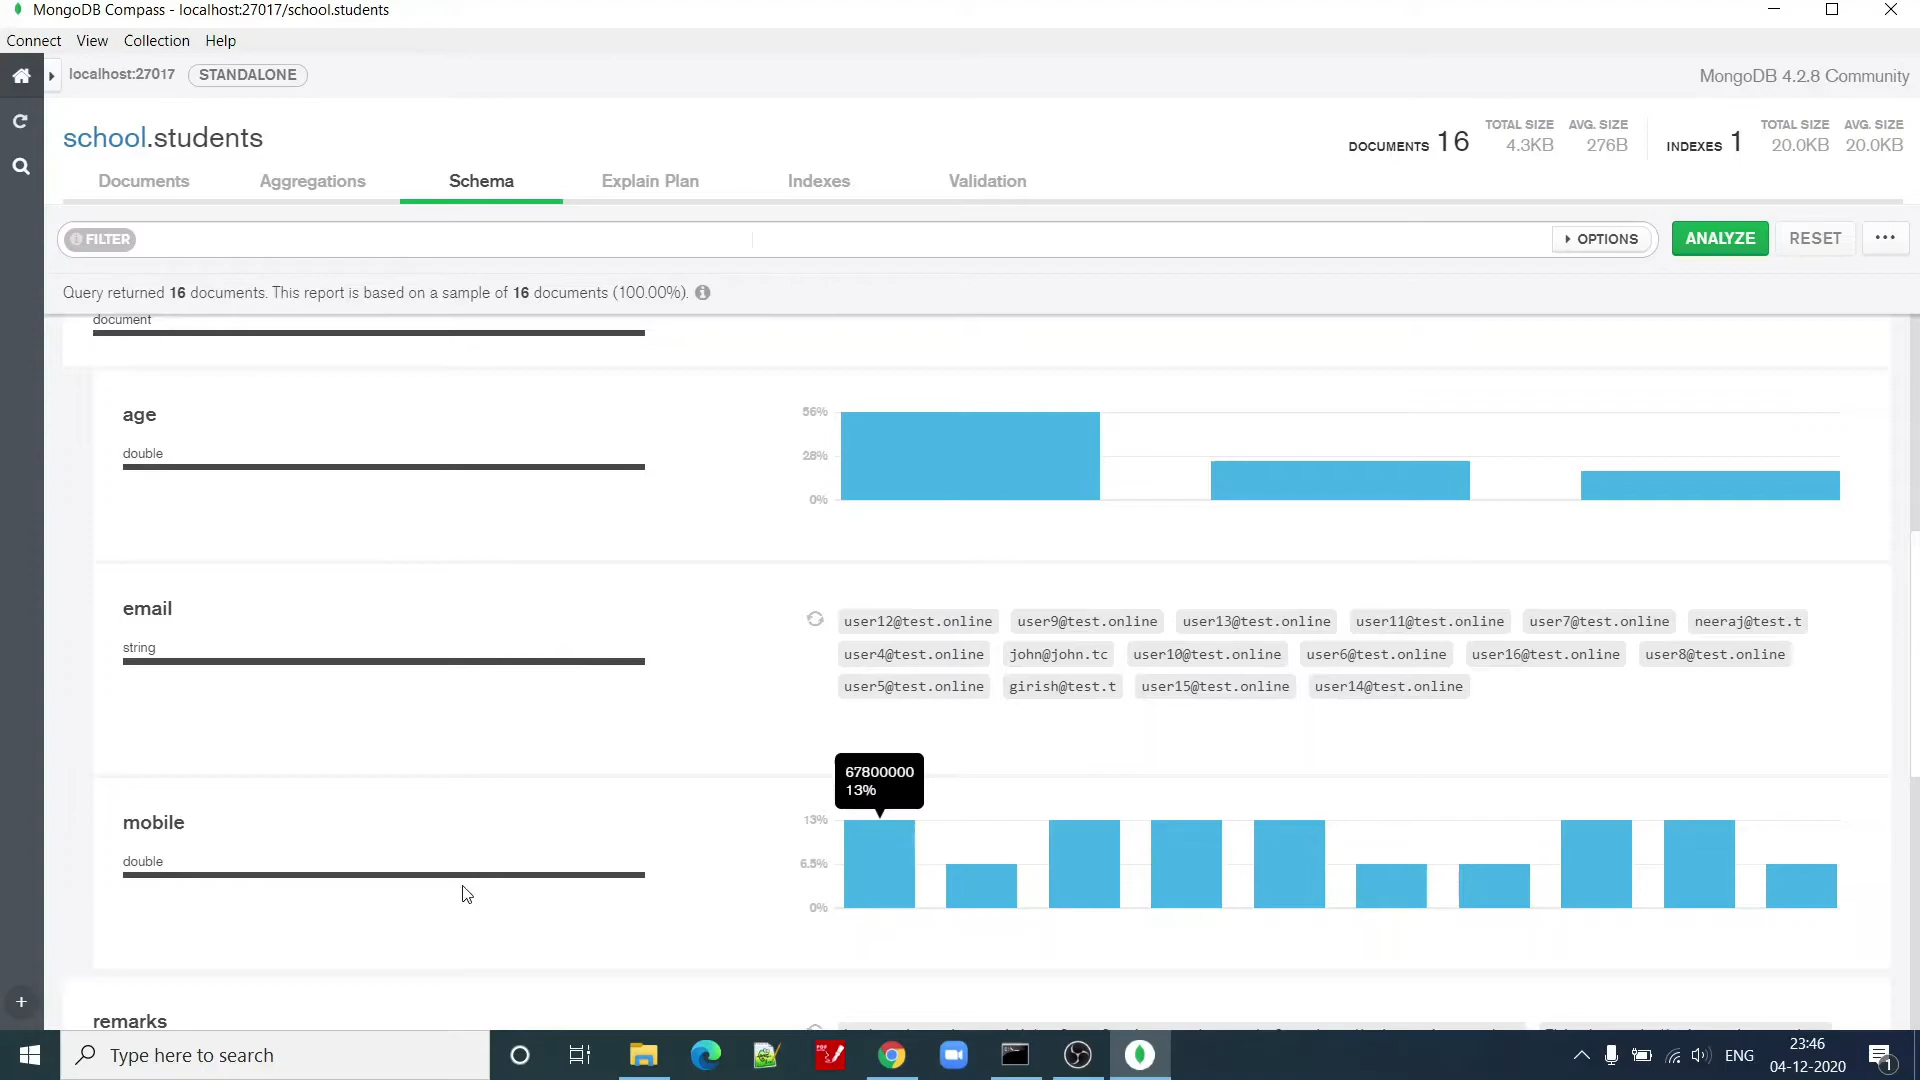 MongoDB Compass - localhost:27017/school.students
Connect View Collection Help
localhost:27017 STANDALONE MongoDB 4.2.8 Community
school.students
DOCUMENTS 16 TOTAL SIZE 4.3KB AVG. SIZE 276B INDEXES 1 TOTAL SIZE 20.0KB AVG. SIZE 20.0KB
Documents Aggregations Schema Explain Plan Indexes Validation
FILTER OPTIONS ANALYZE RESET
Query returned 16 documents. This report is based on a sample of 16 documents (100.00%).
document
age
double
56%
28%
0%
email
string
user12@test.online user9@test.online user13@test.online user11@test.online user7@test.online neeraj@test.t
user4@test.online john@john.tc user10@test.online user6@test.online user16@test.online user8@test.online
user5@test.online girish@test.t user15@test.online user14@test.online
67800000
13%
mobile
double
13%
6.5%
0%
remarks
Type here to search
ENG
23:46
04-12-2020
1